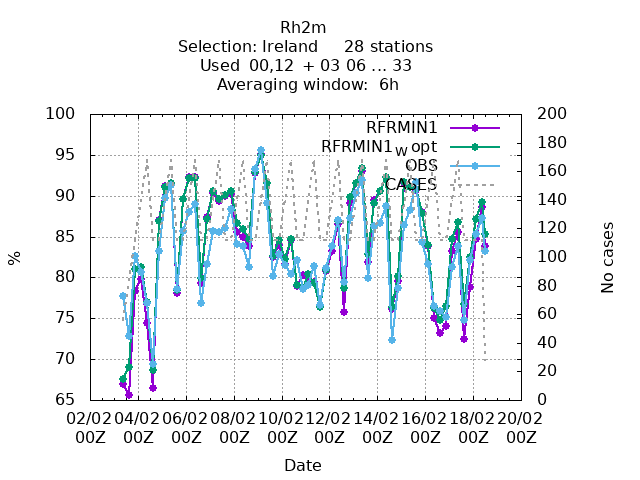 Rh2m
Selection: Ireland 28 stations
Used 00,12 + 03 06 ... 33
Averaging window: 6h
100
95
90
85
80
75
70
65
%
200
180
160
140
120
100
80
60
40
20
0
No cases
RFRMIN1
RFRMIN1w opt
OBS
CASES
02/02 04/02 06/02 08/02 10/02 12/02 14/02 16/02 18/02 20/02
00Z 00Z 00Z 00Z 00Z 00Z 00Z 00Z 00Z 00Z
Date